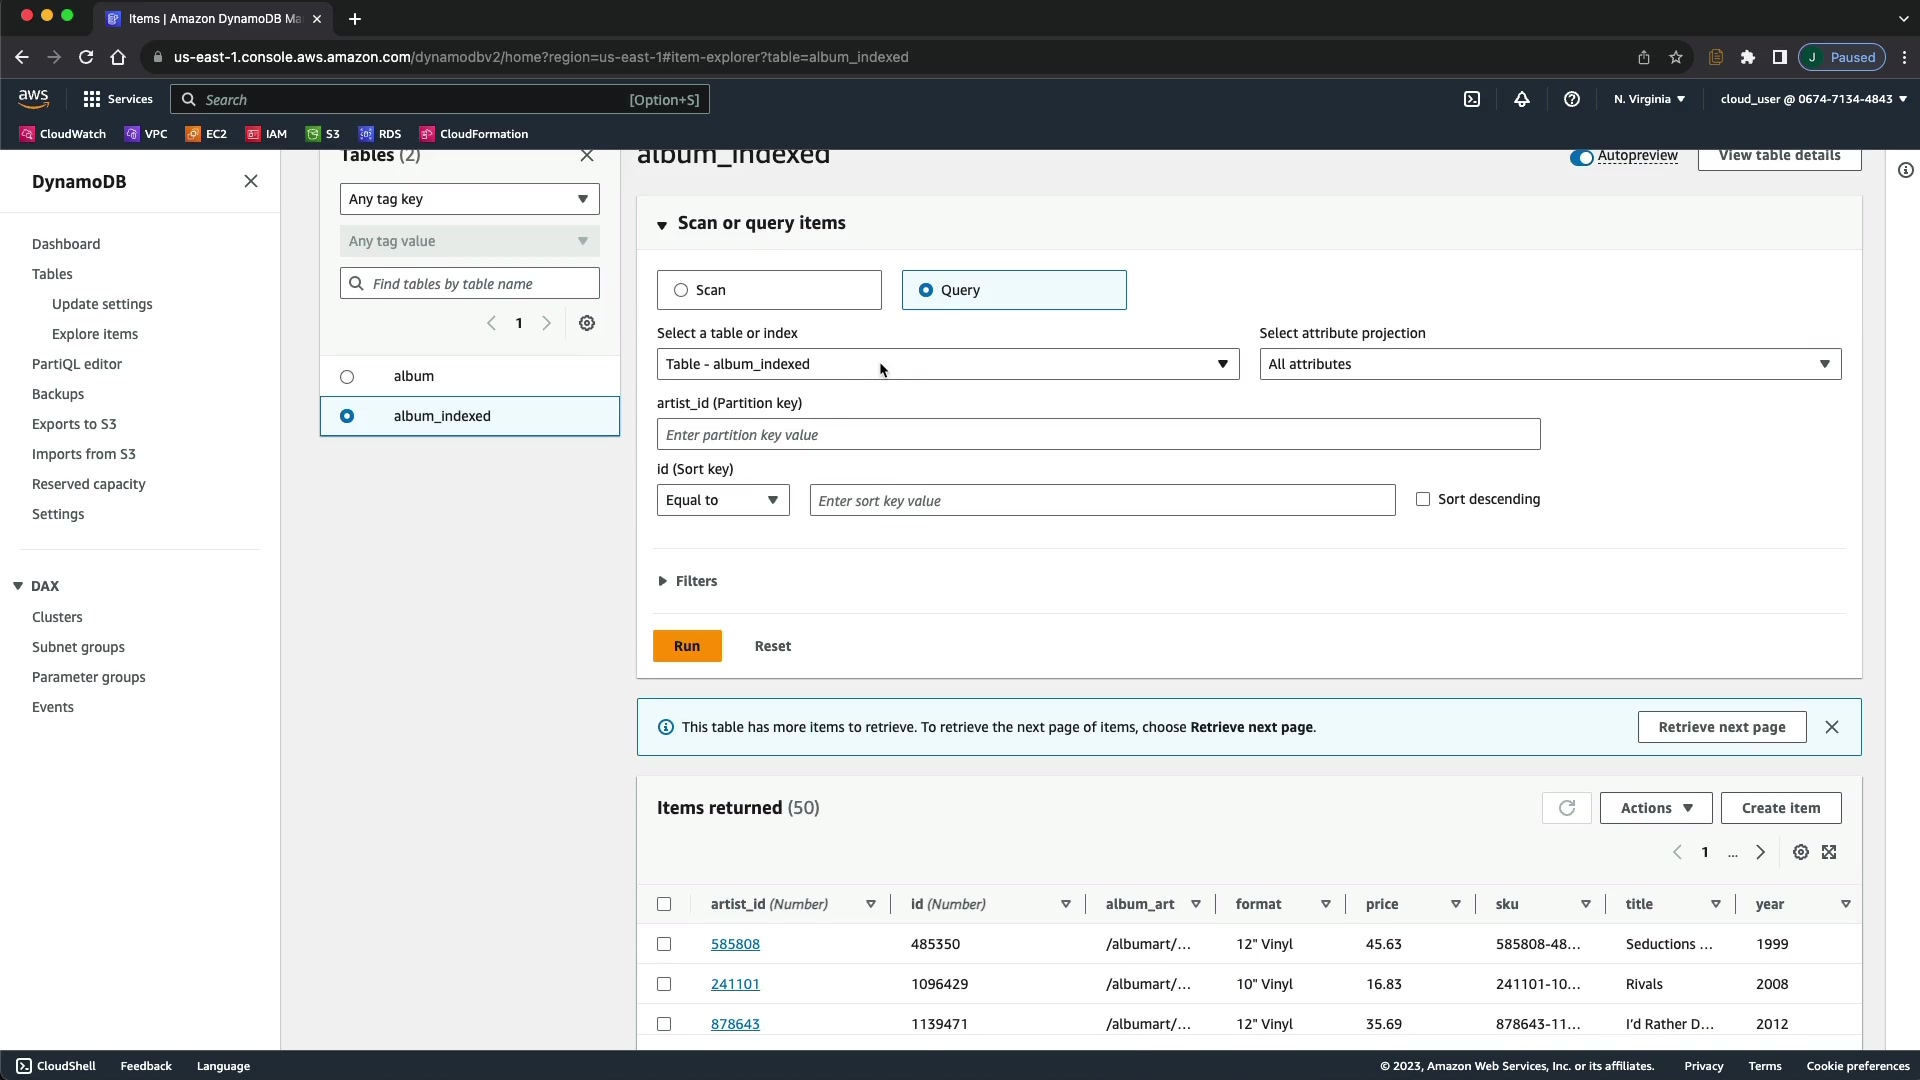 Items | Amazon DynamoDB Ma
us-east-1.console.aws.amazon.com/dynamodbv2/home?region=us-east-1#item-explorer?table=album_indexed
J Paused
aws
Services
Search
[Option+S]
N. Virginia
cloud_user @ 0674-7134-4843
CloudWatch
VPC
EC2
IAM
S3
RDS
CloudFormation
DynamoDB
Dashboard
Tables
Update settings
Explore items
PartiQL editor
Backups
Exports to S3
Imports from S3
Reserved capacity
Settings
DAX
Clusters
Subnet groups
Parameter groups
Events
Tables (2)
Any tag key
Any tag value
Find tables by table name
1
album
album_indexed
album_indexed
Autopreview
View table details
Scan or query items
Scan
Query
Select a table or index
Select attribute projection
Table - album_indexed
All attributes
artist_id (Partition key)
Enter partition key value
id (Sort key)
Equal to
Enter sort key value
Sort descending
Filters
Run
Reset
This table has more items to retrieve. To retrieve the next page of items, choose Retrieve next page.
Retrieve next page
Items returned (50)
Actions
Create item
1 ...
artist_id (Number) id (Number) album_art format price sku title year
585808 485350 /albumart/... 12" Vinyl 45.63 585808-48... Seductions ... 1999
241101 1096429 /albumart/... 10" Vinyl 16.83 241101-10... Rivals 2008
878643 1139471 /albumart/... 12" Vinyl 35.69 878643-11... I'd Rather D... 2012
CloudShell
Feedback
Language
© 2023, Amazon Web Services, Inc. or its affiliates.
Privacy
Terms
Cookie preferences